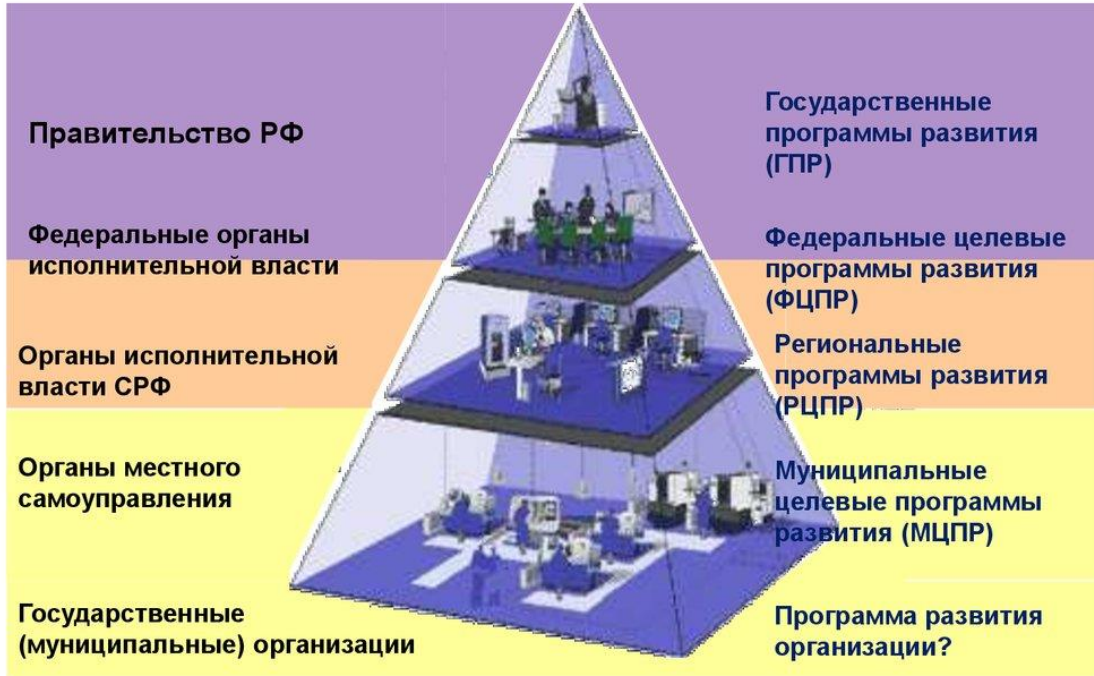 Правительство РФ
Государственные
программы развития
(ГПР)
Федеральные органы
исполнительной власти
Федеральные целевые
программы развития
(ФЦПР)
Органы исполнительной
власти СРФ
Региональные
программы развития
(РЦПР)
Органы местного
самоуправления
Муниципальные
целевые программы
развития (МЦПР)
Государственные
(муниципальные) организации
Программа развития
организации?